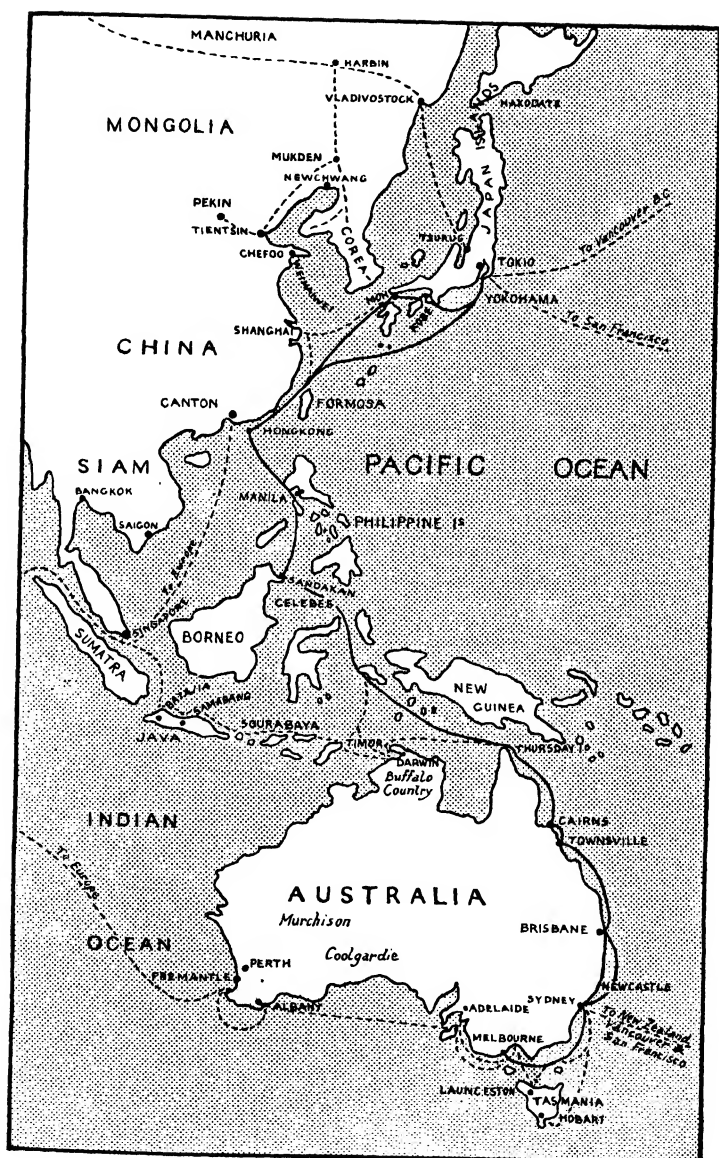 MANCHURIA
HARBIN
VLADIVOSTOCK
HAKODATE
MONGOLIA
JAPAN ISLANDS
MUKDEN
NEWCHWANG
PEKIN
TIENTSIN
COREA
CHEFOO
WEIHAIWEI
TSURUG
TOKIO
To Vancouver B.C.
YOKOHAMA
To San Francisco
MOJI
KOBE
SHANGHAI
CHINA
CANTON
FORMOSA
HONGKONG
PACIFIC OCEAN
SIAM
BANGKOK
SAIGON
MANILA
PHILIPPINE Is
To Europe
SANDAKAN
CELEBES
SINGAPORE
SUMATRA
BORNEO
BATAVIA
SAMARANG
NEW GUINEA
SOURABAYA
JAVA
TIMOR
THURSDAY Is
DARWIN
Buffalo
Country
INDIAN
CAIRNS
TOWNSVILLE
To Europe
AUSTRALIA
Murchison
BRISBANE
OCEAN
Coolgardie
PERTH
FREMANTLE
NEWCASTLE
SYDNEY
ALBANY
ADELAIDE
To New Zealand,
Vancouver &
San Francisco
MELBOURNE
LAUNCESTON
TASMANIA
HOBART